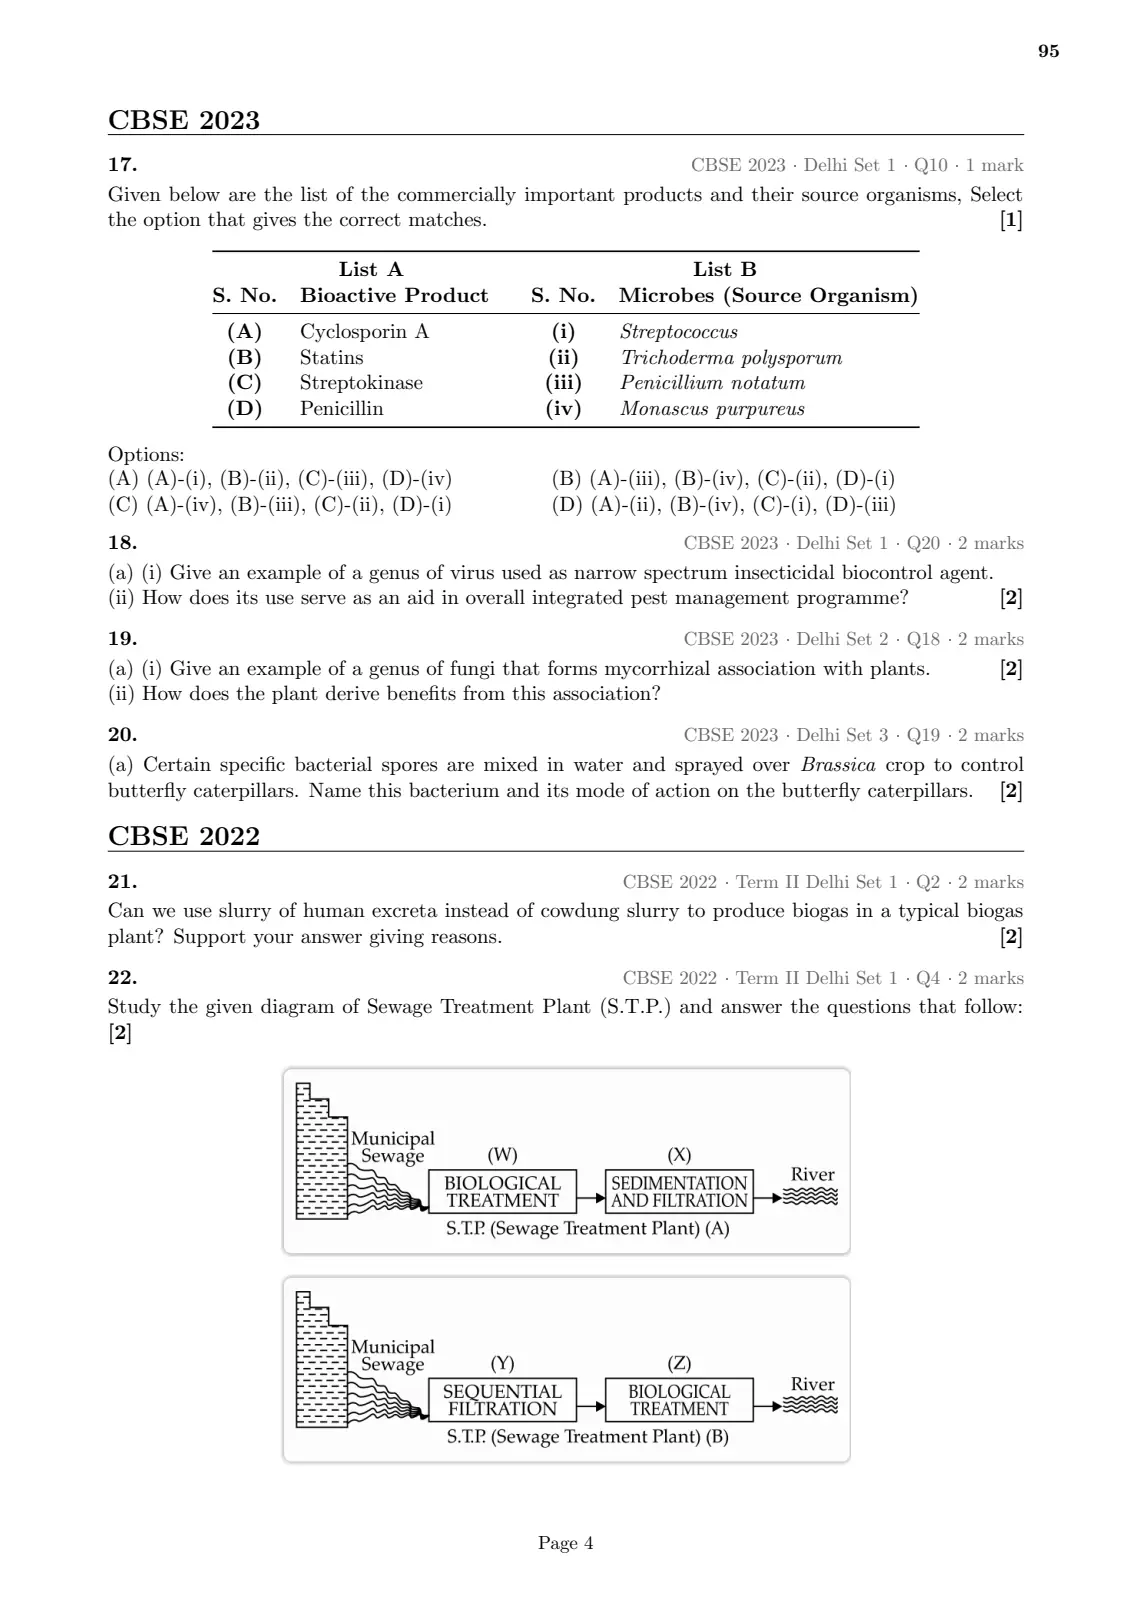 95
CBSE 2023
17. CBSE 2023 · Delhi Set 1 · Q10 · 1 mark
Given below are the list of the commercially important products and their source organisms, Select
the option that gives the correct matches. [1]
List A List B
S. No. Bioactive Product S. No. Microbes (Source Organism)
(A) Cyclosporin A (i) Streptococcus
(B) Statins (ii) Trichoderma polysporum
(C) Streptokinase (iii) Penicillium notatum
(D) Penicillin (iv) Monascus purpureus
Options:
(A) (A)-(i), (B)-(ii), (C)-(iii), (D)-(iv) (B) (A)-(iii), (B)-(iv), (C)-(ii), (D)-(i)
(C) (A)-(iv), (B)-(iii), (C)-(ii), (D)-(i) (D) (A)-(ii), (B)-(iv), (C)-(i), (D)-(iii)
18. CBSE 2023 · Delhi Set 1 · Q20 · 2 marks
(a) (i) Give an example of a genus of virus used as narrow spectrum insecticidal biocontrol agent.
(ii) How does its use serve as an aid in overall integrated pest management programme? [2]
19. CBSE 2023 · Delhi Set 2 · Q18 · 2 marks
(a) (i) Give an example of a genus of fungi that forms mycorrhizal association with plants. [2]
(ii) How does the plant derive benefits from this association?
20. CBSE 2023 · Delhi Set 3 · Q19 · 2 marks
(a) Certain specific bacterial spores are mixed in water and sprayed over Brassica crop to control
butterfly caterpillars. Name this bacterium and its mode of action on the butterfly caterpillars. [2]
CBSE 2022
21. CBSE 2022 · Term II Delhi Set 1 · Q2 · 2 marks
Can we use slurry of human excreta instead of cowdung slurry to produce biogas in a typical biogas
plant? Support your answer giving reasons. [2]
22. CBSE 2022 · Term II Delhi Set 1 · Q4 · 2 marks
Study the given diagram of Sewage Treatment Plant (S.T.P.) and answer the questions that follow:
[2]
Municipal
Sewage
(W) (X)
River
BIOLOGICAL SEDIMENTATION
TREATMENT AND FILTRATION
S.T.P. (Sewage Treatment Plant) (A)
Municipal
Sewage
(Y) (Z)
River
SEQUENTIAL BIOLOGICAL
FILTRATION TREATMENT
S.T.P. (Sewage Treatment Plant) (B)
Page 4